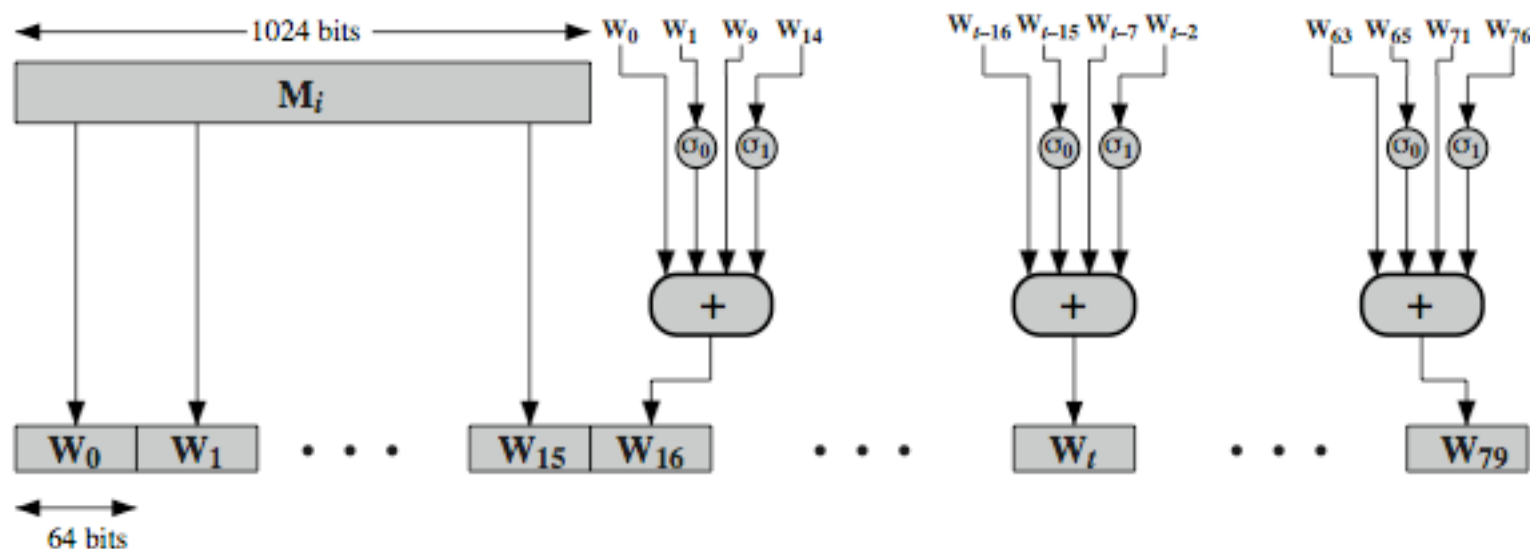 1024 bits
W0 W1 W9 W14
Wt–16 Wt–15 Wt–7 Wt–2
W63 W65 W71 W76
Mi
σ0 σ1
σ0 σ1
σ0 σ1
+
+
+
W0 W1 • • • W15 W16 • • • Wt • • • W79
64 bits